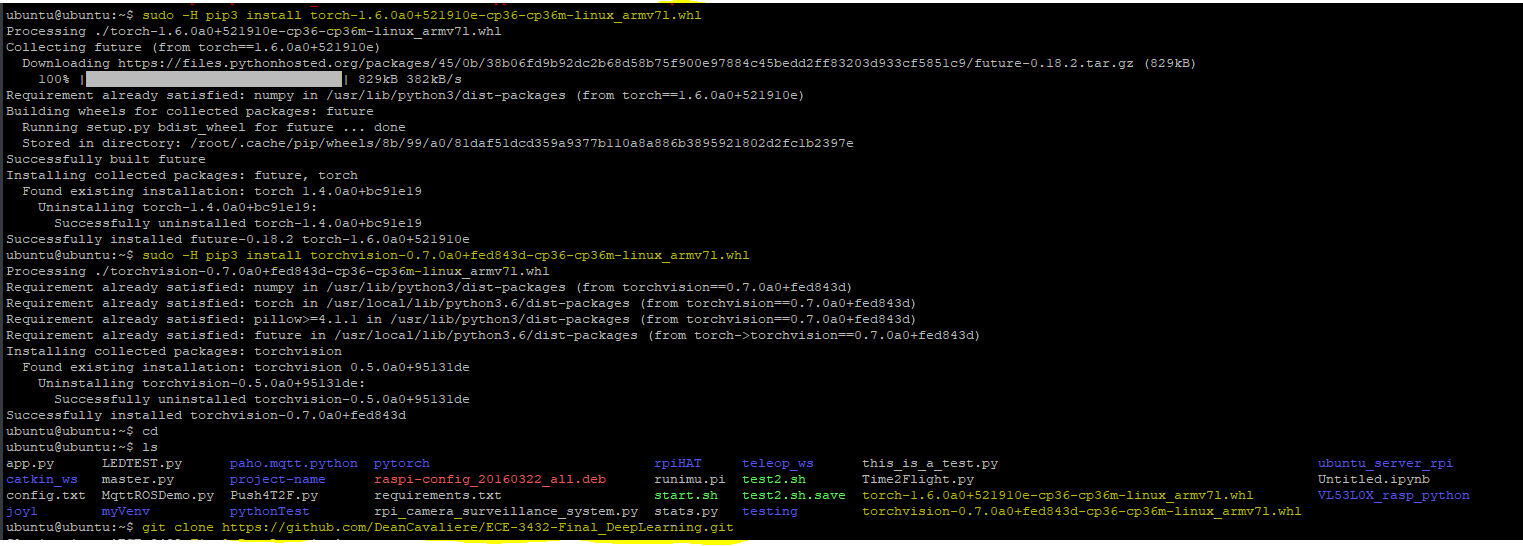 ubuntu@ubuntu:~$ sudo -H pip3 install torch-1.6.0a0+521910e-cp36-cp36m-linux_armv7l.whl
Processing ./torch-1.6.0a0+521910e-cp36-cp36m-linux_armv7l.whl
Collecting future (from torch==1.6.0a0+521910e)
  Downloading https://files.pythonhosted.org/packages/45/0b/38b06fd9b92dc2b68d58b75f900e97884c45bedd2ff83203d933cf5851c9/future-0.18.2.tar.gz (829kB)
    100% |                                | 829kB 382kB/s
Requirement already satisfied: numpy in /usr/lib/python3/dist-packages (from torch==1.6.0a0+521910e)
Building wheels for collected packages: future
  Running setup.py bdist_wheel for future ... done
  Stored in directory: /root/.cache/pip/wheels/8b/99/a0/81daf51dcd359a9377b110a8a886b3895921802d2fc1b2397e
Successfully built future
Installing collected packages: future, torch
  Found existing installation: torch 1.4.0a0+bc91e19
    Uninstalling torch-1.4.0a0+bc91e19:
      Successfully uninstalled torch-1.4.0a0+bc91e19
Successfully installed future-0.18.2 torch-1.6.0a0+521910e
ubuntu@ubuntu:~$ sudo -H pip3 install torchvision-0.7.0a0+fed843d-cp36-cp36m-linux_armv7l.whl
Processing ./torchvision-0.7.0a0+fed843d-cp36-cp36m-linux_armv7l.whl
Requirement already satisfied: numpy in /usr/lib/python3/dist-packages (from torchvision==0.7.0a0+fed843d)
Requirement already satisfied: torch in /usr/local/lib/python3.6/dist-packages (from torchvision==0.7.0a0+fed843d)
Requirement already satisfied: pillow>=4.1.1 in /usr/lib/python3/dist-packages (from torchvision==0.7.0a0+fed843d)
Requirement already satisfied: future in /usr/local/lib/python3.6/dist-packages (from torch->torchvision==0.7.0a0+fed843d)
Installing collected packages: torchvision
  Found existing installation: torchvision 0.5.0a0+95131de
    Uninstalling torchvision-0.5.0a0+95131de:
      Successfully uninstalled torchvision-0.5.0a0+95131de
Successfully installed torchvision-0.7.0a0+fed843d
ubuntu@ubuntu:~$ cd
ubuntu@ubuntu:~$ ls
app.py LEDTEST.py paho.mqtt.python pytorch rpiHAT teleop_ws this_is_a_test.py ubuntu_server_rpi
catkin_ws master.py project-name raspi-config_20160322_all.deb runimu.pi test2.sh Time2Flight.py Untitled.ipynb
config.txt MqttROSDemo.py Push4T2F.py requirements.txt start.sh test2.sh.save torch-1.6.0a0+521910e-cp36-cp36m-linux_armv7l.whl VL53L0X_rasp_python
joy1 myVenv pythonTest rpi_camera_surveillance_system.py stats.py testing torchvision-0.7.0a0+fed843d-cp36-cp36m-linux_armv7l.whl
ubuntu@ubuntu:~$ git clone https://github.com/DeanCavaliere/ECE-3432-Final_DeepLearning.git